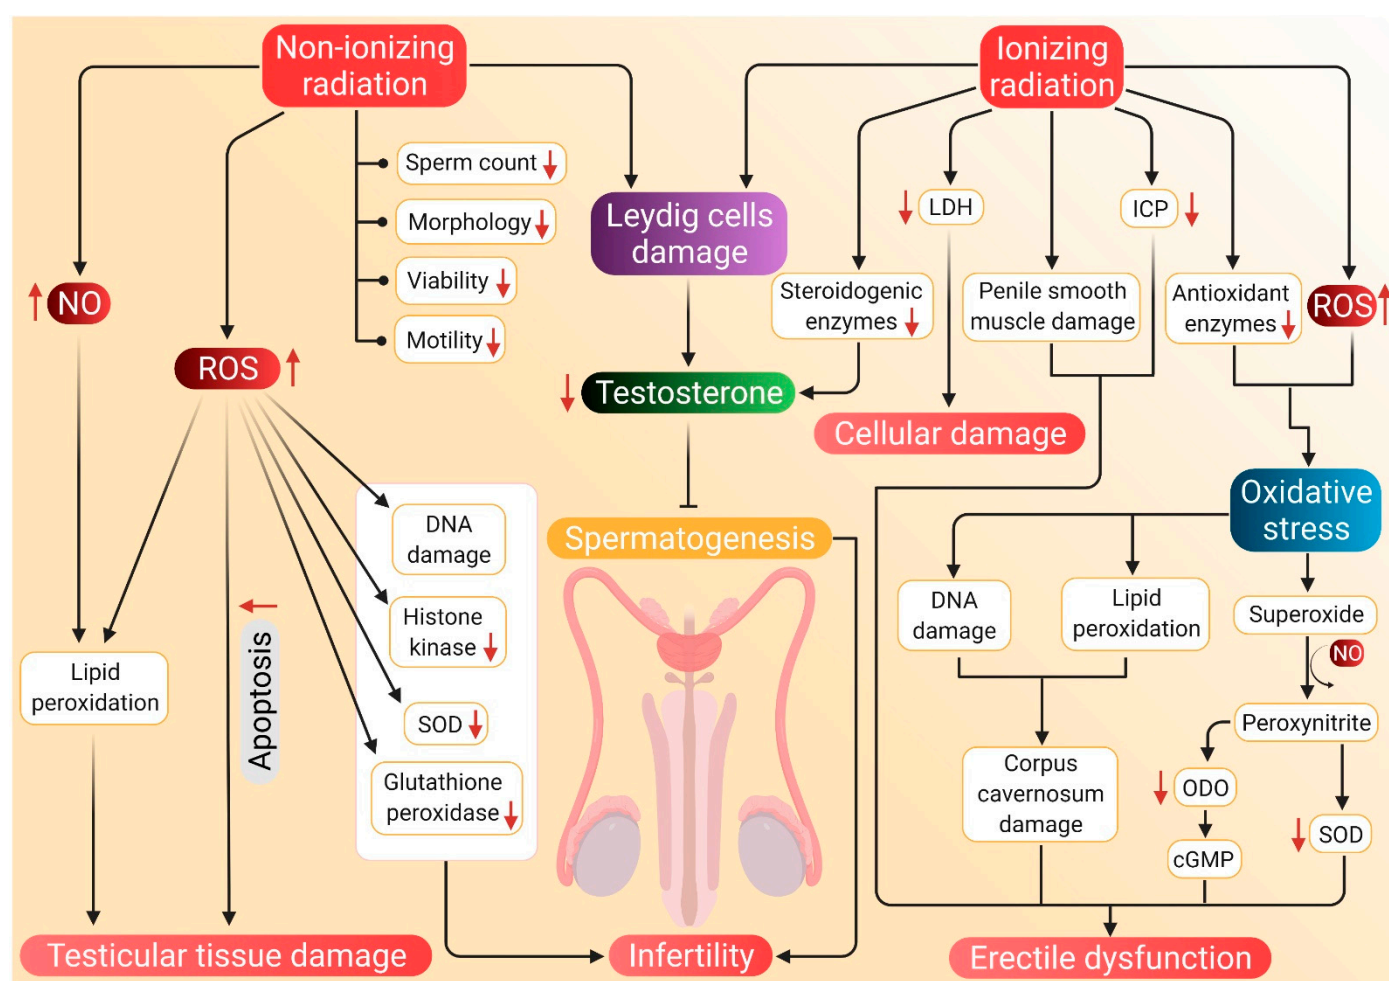 Non-ionizing
radiation
Sperm count
Morphology
Viability
Motility
NO
ROS
Leydig cells
damage
Testosterone
Ionizing
radiation
LDH
ICP
Steroidogenic
enzymes
Penile smooth
muscle damage
Antioxidant
enzymes
ROS
Cellular damage
Oxidative
stress
DNA
damage
Histone
kinase
SOD
Glutathione
peroxidase
Lipid
peroxidation
Apoptosis
Spermatogenesis
DNA
damage
Lipid
peroxidation
Superoxide
NO
Peroxynitrite
Corpus
cavernosum
damage
ODO
cGMP
SOD
Testicular tissue damage
Infertility
Erectile dysfunction